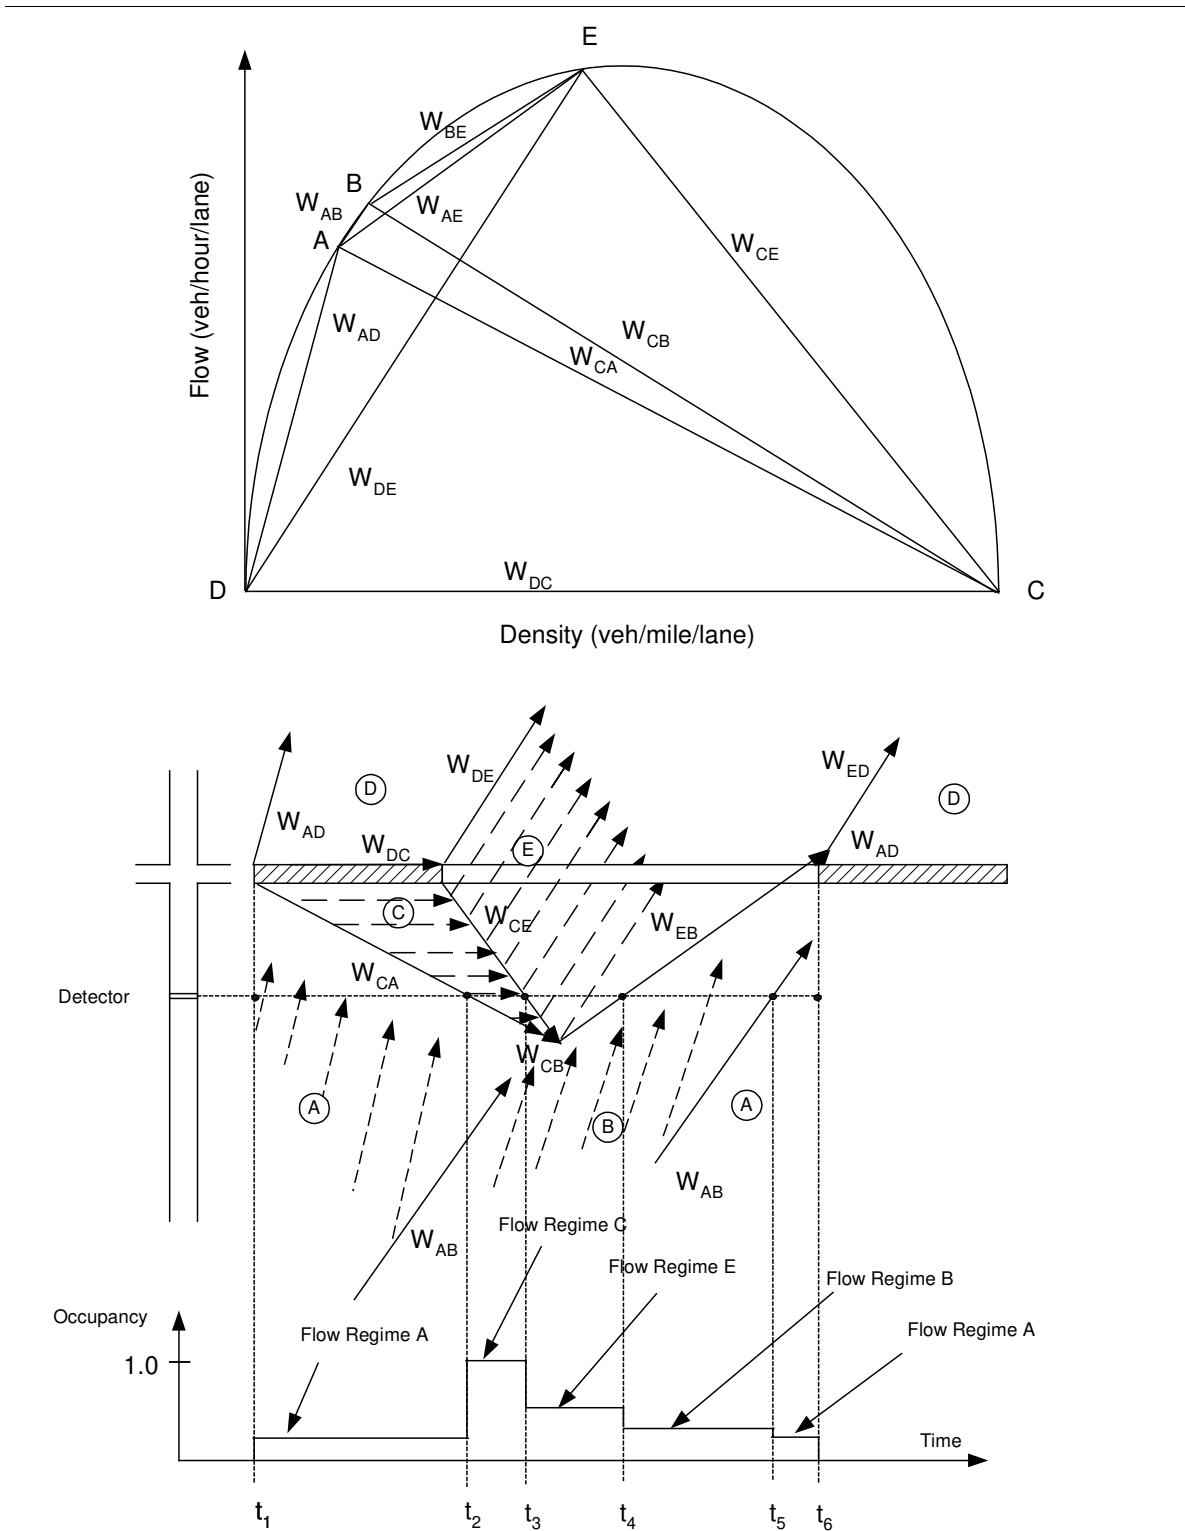 E
W_BE
B
W_AB
W_AE
A
W_CE
Flow (veh/hour/lane)
W_AD
W_CB
W_CA
W_DE
W_DC
D
C
Density (veh/mile/lane)
W_DE
W_ED
D
D
W_AD
W_DC
E
W_AD
C
W_CE
W_EB
W_CA
Detector
W_CB
A
A
B
W_AB
Flow Regime C
W_AB
Flow Regime E
Flow Regime B
Occupancy
Flow Regime A
Flow Regime A
1.0
Time
t_1
t_2
t_3
t_4
t_5
t_6